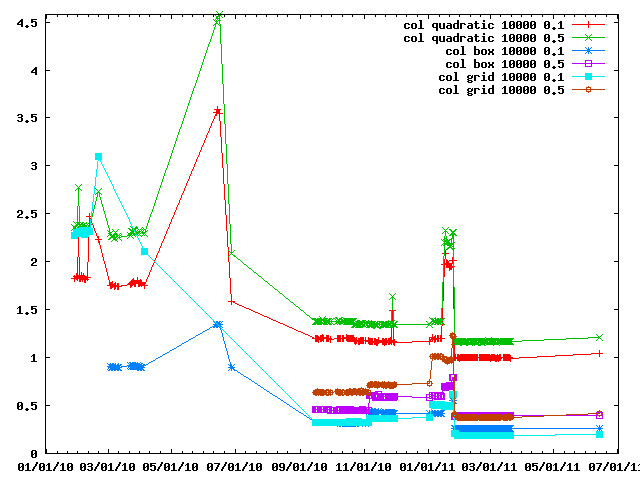 4.5
4
3.5
3
2.5
2
1.5
1
0.5
0
col quadratic 10000 0.1
col quadratic 10000 0.5
col box 10000 0.1
col box 10000 0.5
col grid 10000 0.1
col grid 10000 0.5
01/01/10 03/01/10 05/01/10 07/01/10 09/01/10 11/01/10 01/01/11 03/01/11 05/01/11 07/01/11